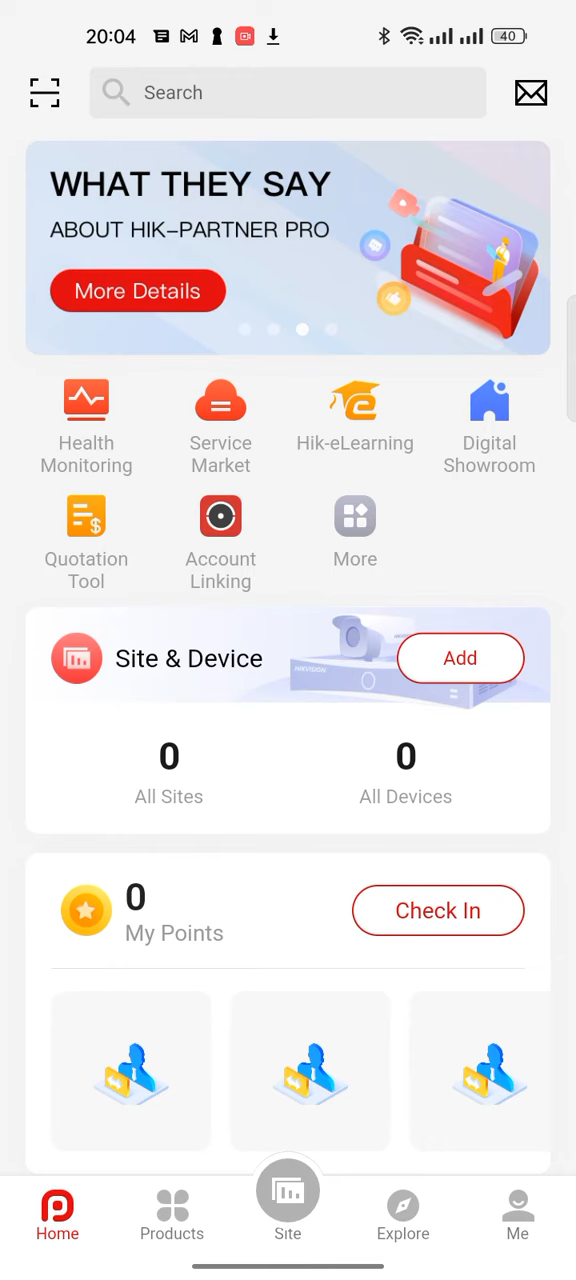 20:04
40
Search
WHAT THEY SAY
ABOUT HIK-PARTNER PRO
More Details
Health
Monitoring
Service
Market
Hik-eLearning
Digital
Showroom
Quotation
Tool
Account
Linking
More
Site & Device
HIKVISION
Add
0
All Sites
0
All Devices
0
My Points
Check In
Home
Products
Site
Explore
Me